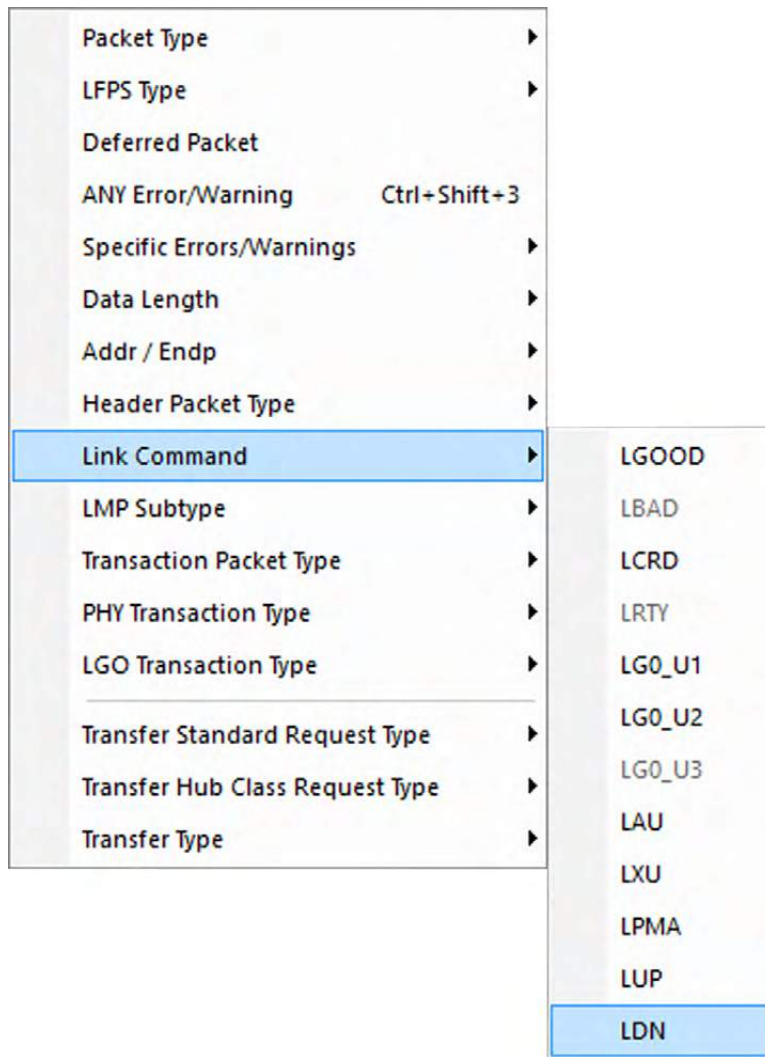 Packet Type
LFPS Type
Deferred Packet
ANY Error/Warning Ctrl+Shift+3
Specific Errors/Warnings
Data Length
Addr / Endp
Header Packet Type
Link Command
LMP Subtype
Transaction Packet Type
PHY Transaction Type
LGO Transaction Type
Transfer Standard Request Type
Transfer Hub Class Request Type
Transfer Type
LGOOD
LBAD
LCRD
LRTY
LG0_U1
LG0_U2
LG0_U3
LAU
LXU
LPMA
LUP
LDN